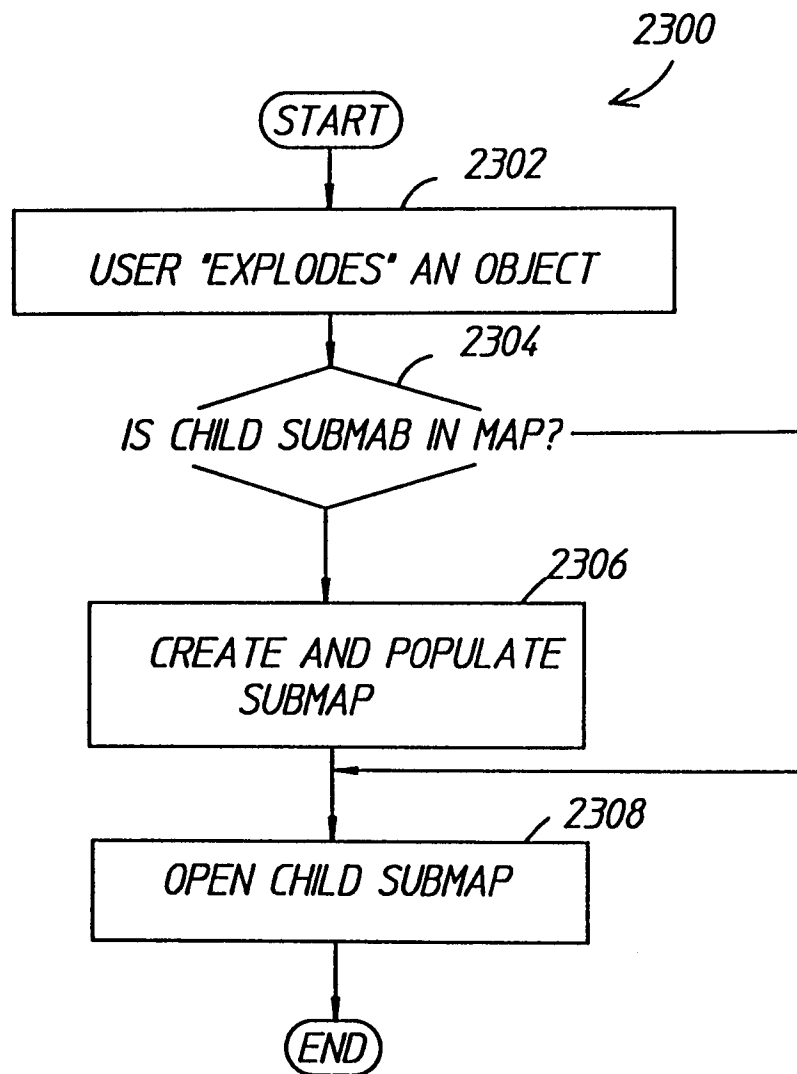 2300
START
2302
USER "EXPLODES" AN OBJECT
2304
IS CHILD SUBMAB IN MAP?
2306
CREATE AND POPULATE
SUBMAP
2308
OPEN CHILD SUBMAP
END